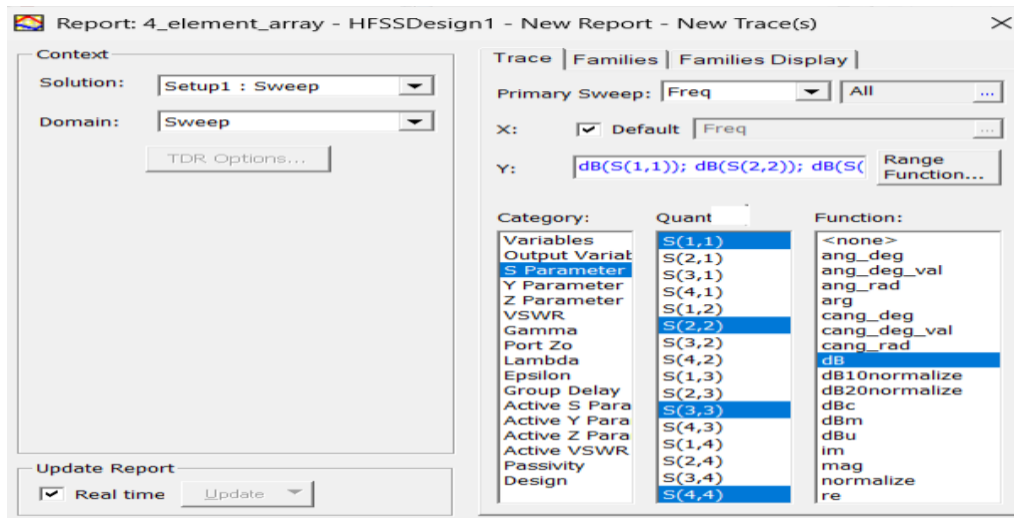 Report: 4_element_array - HFSSDesign1 - New Report - New Trace(s)
Context
Solution: Setup1 : Sweep
Domain: Sweep
TDR Options...
Update Report
Real time Update
Trace Families Families Display
Primary Sweep: Freq All ...
X: Default Freq ...
Y: dB(S(1,1)); dB(S(2,2)); dB(S( Range Function...
Category:
Variables
Output Variab
S Parameter
Y Parameter
Z Parameter
VSWR
Gamma
Port Zo
Lambda
Epsilon
Group Delay
Active S Para
Active Y Para
Active Z Para
Active VSWR
Passivity
Design
Quant
S(1,1)
S(2,1)
S(3,1)
S(4,1)
S(1,2)
S(2,2)
S(3,2)
S(4,2)
S(1,3)
S(2,3)
S(3,3)
S(4,3)
S(1,4)
S(2,4)
S(3,4)
S(4,4)
Function:
<none>
ang_deg
ang_deg_val
ang_rad
arg
cang_deg
cang_deg_val
cang_rad
dB
dB10normalize
dB20normalize
dBc
dBm
dBu
im
mag
normalize
re